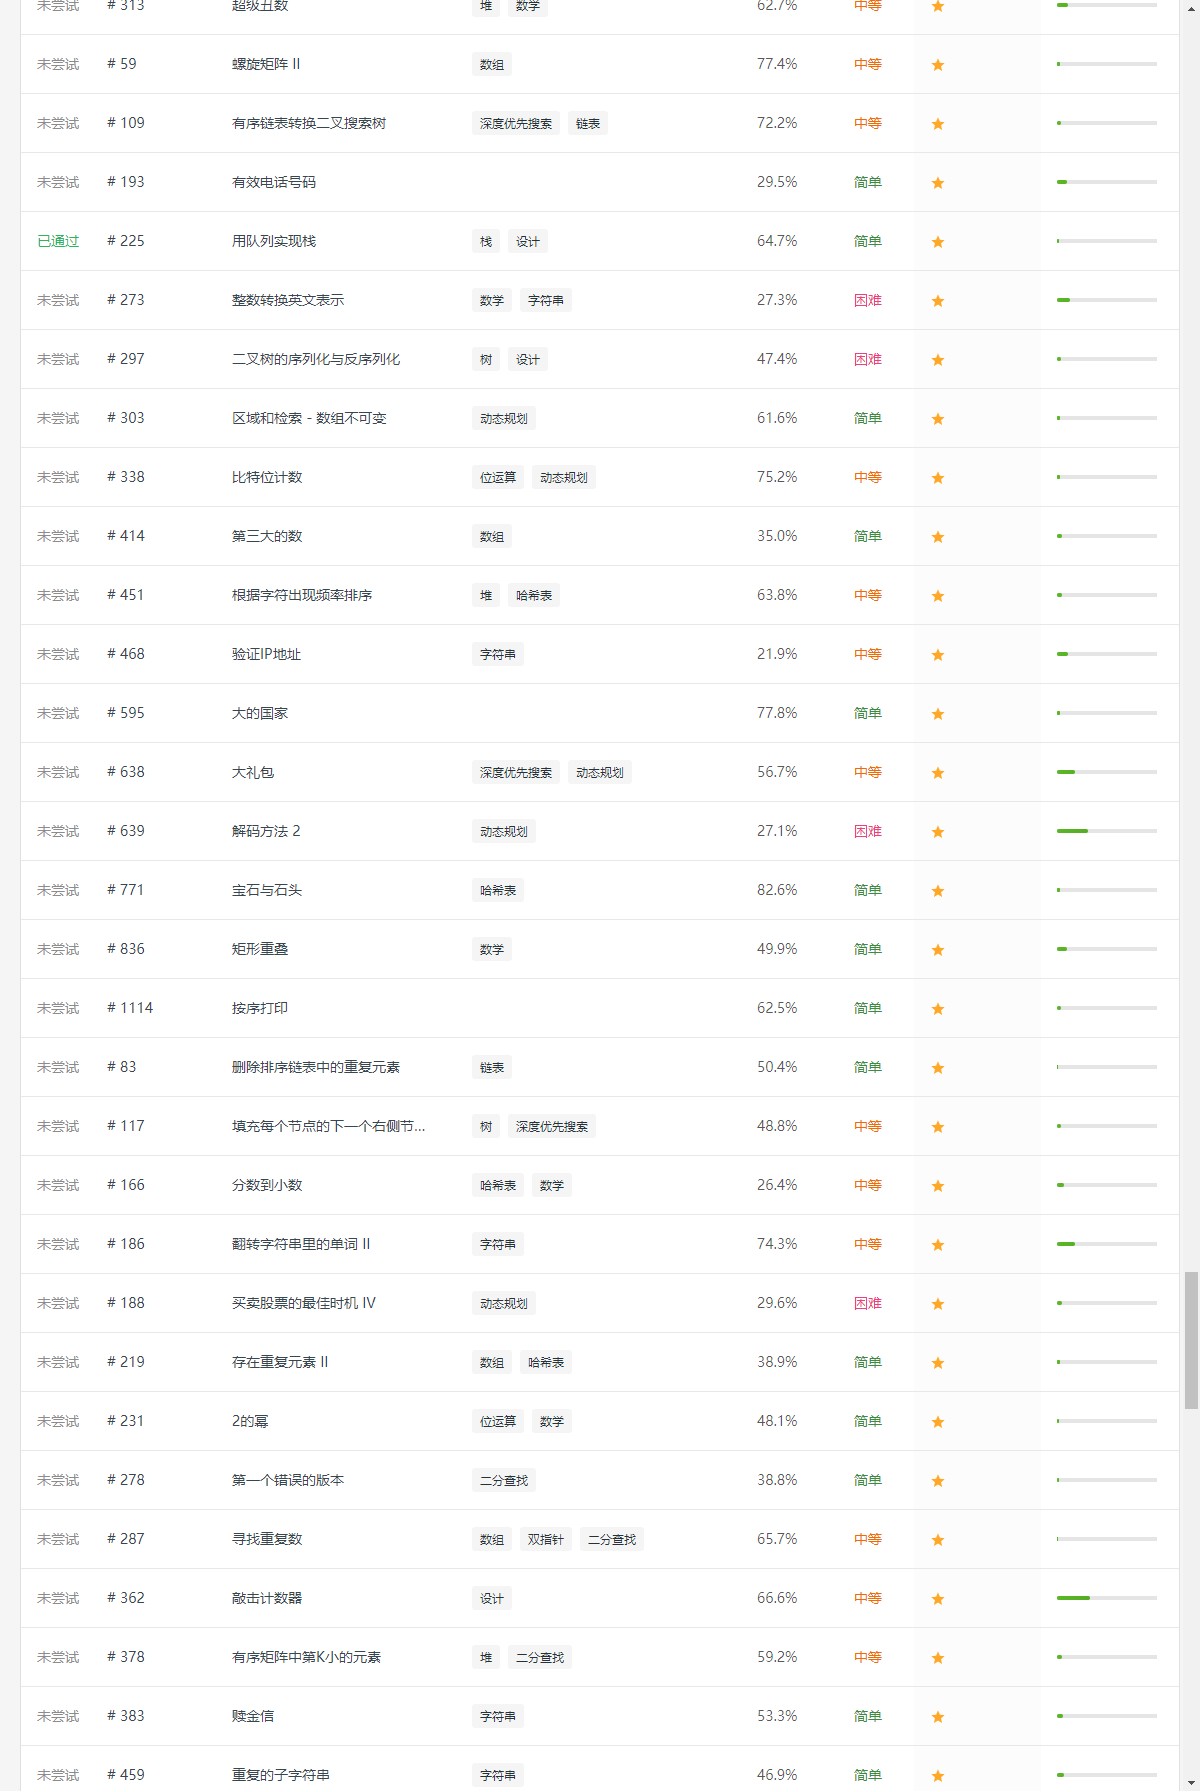 未尝试 # 313 超级丑数 堆 数学 62.7% 中等
未尝试 # 59 螺旋矩阵 II 数组 77.4% 中等
未尝试 # 109 有序链表转换二叉搜索树 深度优先搜索 链表 72.2% 中等
未尝试 # 193 有效电话号码 29.5% 简单
已通过 # 225 用队列实现栈 栈 设计 64.7% 简单
未尝试 # 273 整数转换英文表示 数学 字符串 27.3% 困难
未尝试 # 297 二叉树的序列化与反序列化 树 设计 47.4% 困难
未尝试 # 303 区域和检索 - 数组不可变 动态规划 61.6% 简单
未尝试 # 338 比特位计数 位运算 动态规划 75.2% 中等
未尝试 # 414 第三大的数 数组 35.0% 简单
未尝试 # 451 根据字符出现频率排序 堆 哈希表 63.8% 中等
未尝试 # 468 验证IP地址 字符串 21.9% 中等
未尝试 # 595 大的国家 77.8% 简单
未尝试 # 638 大礼包 深度优先搜索 动态规划 56.7% 中等
未尝试 # 639 解码方法 2 动态规划 27.1% 困难
未尝试 # 771 宝石与石头 哈希表 82.6% 简单
未尝试 # 836 矩形重叠 数学 49.9% 简单
未尝试 # 1114 按序打印 62.5% 简单
未尝试 # 83 删除排序链表中的重复元素 链表 50.4% 简单
未尝试 # 117 填充每个节点的下一个右侧节... 树 深度优先搜索 48.8% 中等
未尝试 # 166 分数到小数 哈希表 数学 26.4% 中等
未尝试 # 186 翻转字符串里的单词 II 字符串 74.3% 中等
未尝试 # 188 买卖股票的最佳时机 IV 动态规划 29.6% 困难
未尝试 # 219 存在重复元素 II 数组 哈希表 38.9% 简单
未尝试 # 231 2的幂 位运算 数学 48.1% 简单
未尝试 # 278 第一个错误的版本 二分查找 38.8% 简单
未尝试 # 287 寻找重复数 数组 双指针 二分查找 65.7% 中等
未尝试 # 362 敲击计数器 设计 66.6% 中等
未尝试 # 378 有序矩阵中第K小的元素 堆 二分查找 59.2% 中等
未尝试 # 383 赎金信 字符串 53.3% 简单
未尝试 # 459 重复的子字符串 字符串 46.9% 简单